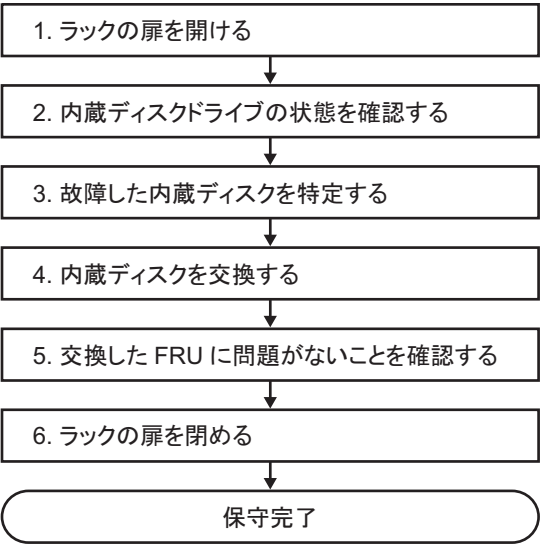 1. ラックの扉を開ける
2. 内蔵ディスクドライブの状態を確認する
3. 故障した内蔵ディスクを特定する
4. 内蔵ディスクを交換する
5. 交換した FRU に問題がないことを確認する
6. ラックの扉を閉める
保守完了